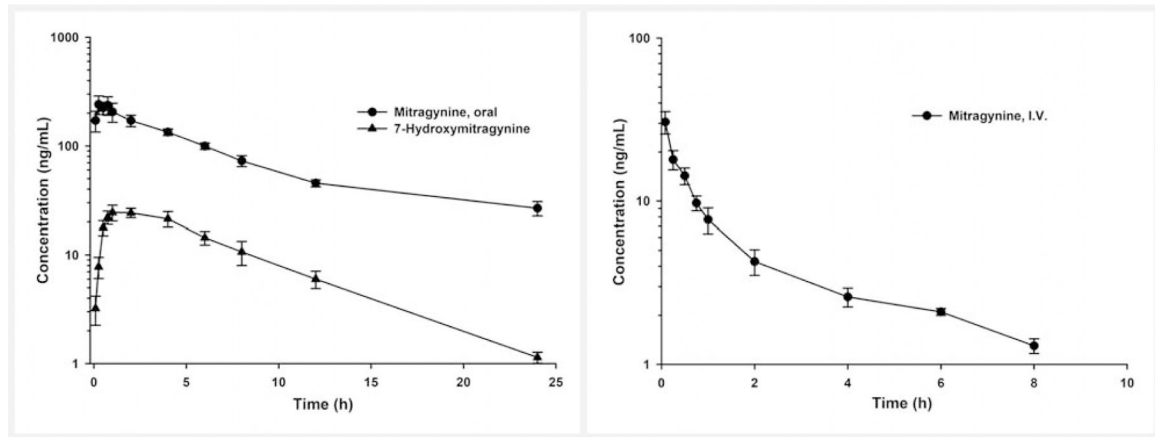 1000
100
10
1
Concentration (ng/mL)
Mitragynine, oral
7-Hydroxymitragynine
0 5 10 15 20 25
Time (h)
100
10
1
Concentration (ng/mL)
Mitragynine, I.V.
0 2 4 6 8 10
Time (h)